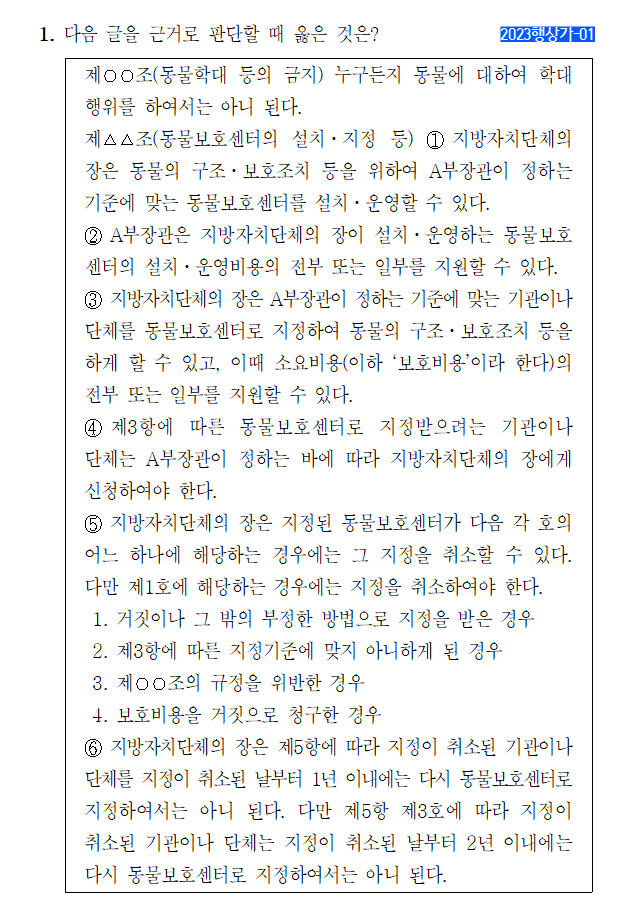 1. 다음 글을 근거로 판단할 때 옳은 것은? 2023행상가-01
제○○조(동물학대 등의 금지) 누구든지 동물에 대하여 학대
행위를 하여서는 아니 된다.
제△△조(동물보호센터의 설치・지정 등) ① 지방자치단체의
장은 동물의 구조・보호조치 등을 위하여 A부장관이 정하는
기준에 맞는 동물보호센터를 설치・운영할 수 있다.
② A부장관은 지방자치단체의 장이 설치・운영하는 동물보호
센터의 설치・운영비용의 전부 또는 일부를 지원할 수 있다.
③ 지방자치단체의 장은 A부장관이 정하는 기준에 맞는 기관이나
단체를 동물보호센터로 지정하여 동물의 구조・보호조치 등을
하게 할 수 있고, 이때 소요비용(이하 ‘보호비용’이라 한다)의
전부 또는 일부를 지원할 수 있다.
④ 제3항에 따른 동물보호센터로 지정받으려는 기관이나
단체는 A부장관이 정하는 바에 따라 지방자치단체의 장에게
신청하여야 한다.
⑤ 지방자치단체의 장은 지정된 동물보호센터가 다음 각 호의
어느 하나에 해당하는 경우에는 그 지정을 취소할 수 있다.
다만 제1호에 해당하는 경우에는 지정을 취소하여야 한다.
1. 거짓이나 그 밖의 부정한 방법으로 지정을 받은 경우
2. 제3항에 따른 지정기준에 맞지 아니하게 된 경우
3. 제○○조의 규정을 위반한 경우
4. 보호비용을 거짓으로 청구한 경우
⑥ 지방자치단체의 장은 제5항에 따라 지정이 취소된 기관이나
단체를 지정이 취소된 날부터 1년 이내에는 다시 동물보호센터로
지정하여서는 아니 된다. 다만 제5항 제3호에 따라 지정이
취소된 기관이나 단체는 지정이 취소된 날부터 2년 이내에는
다시 동물보호센터로 지정하여서는 아니 된다.